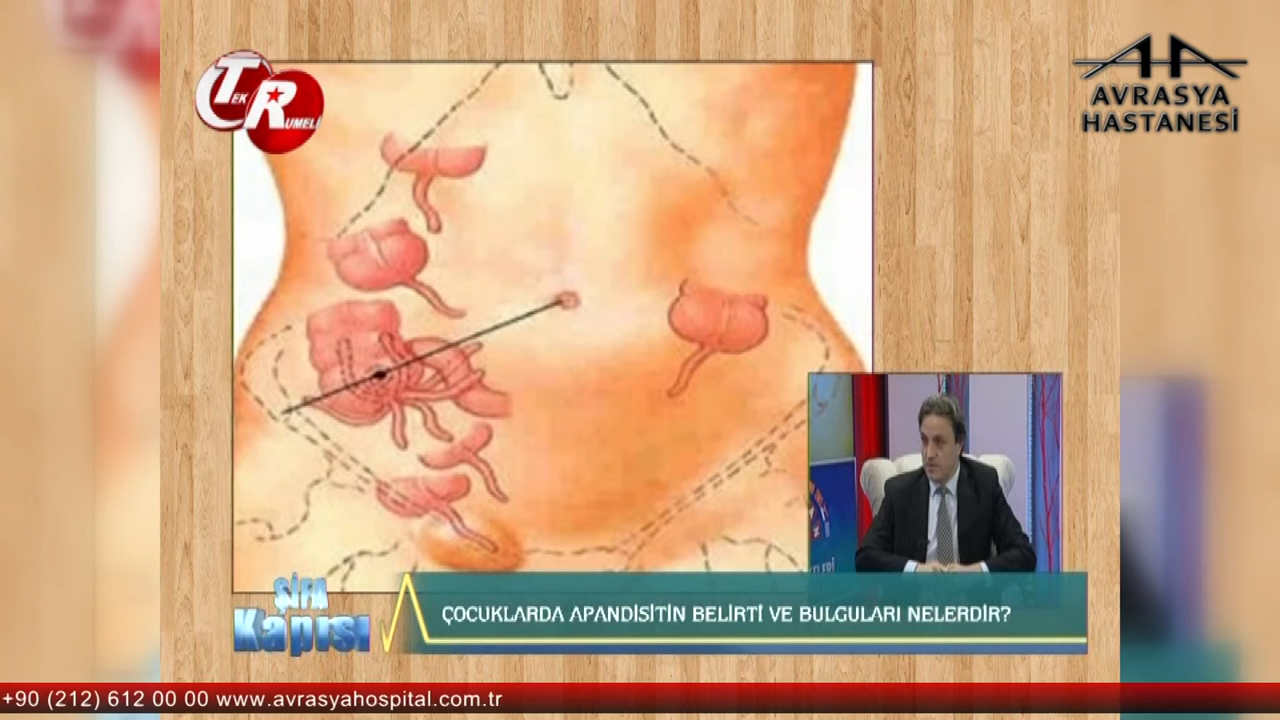 TEK
RUMELİ
AVRASYA
HASTANESİ
ŞİFA
Kapısı
ÇOCUKLARDA APANDİSİTİN BELİRTİ VE BULGULARI NELERDİR?
+90 (212) 612 00 00 www.avrasyahospital.com.tr